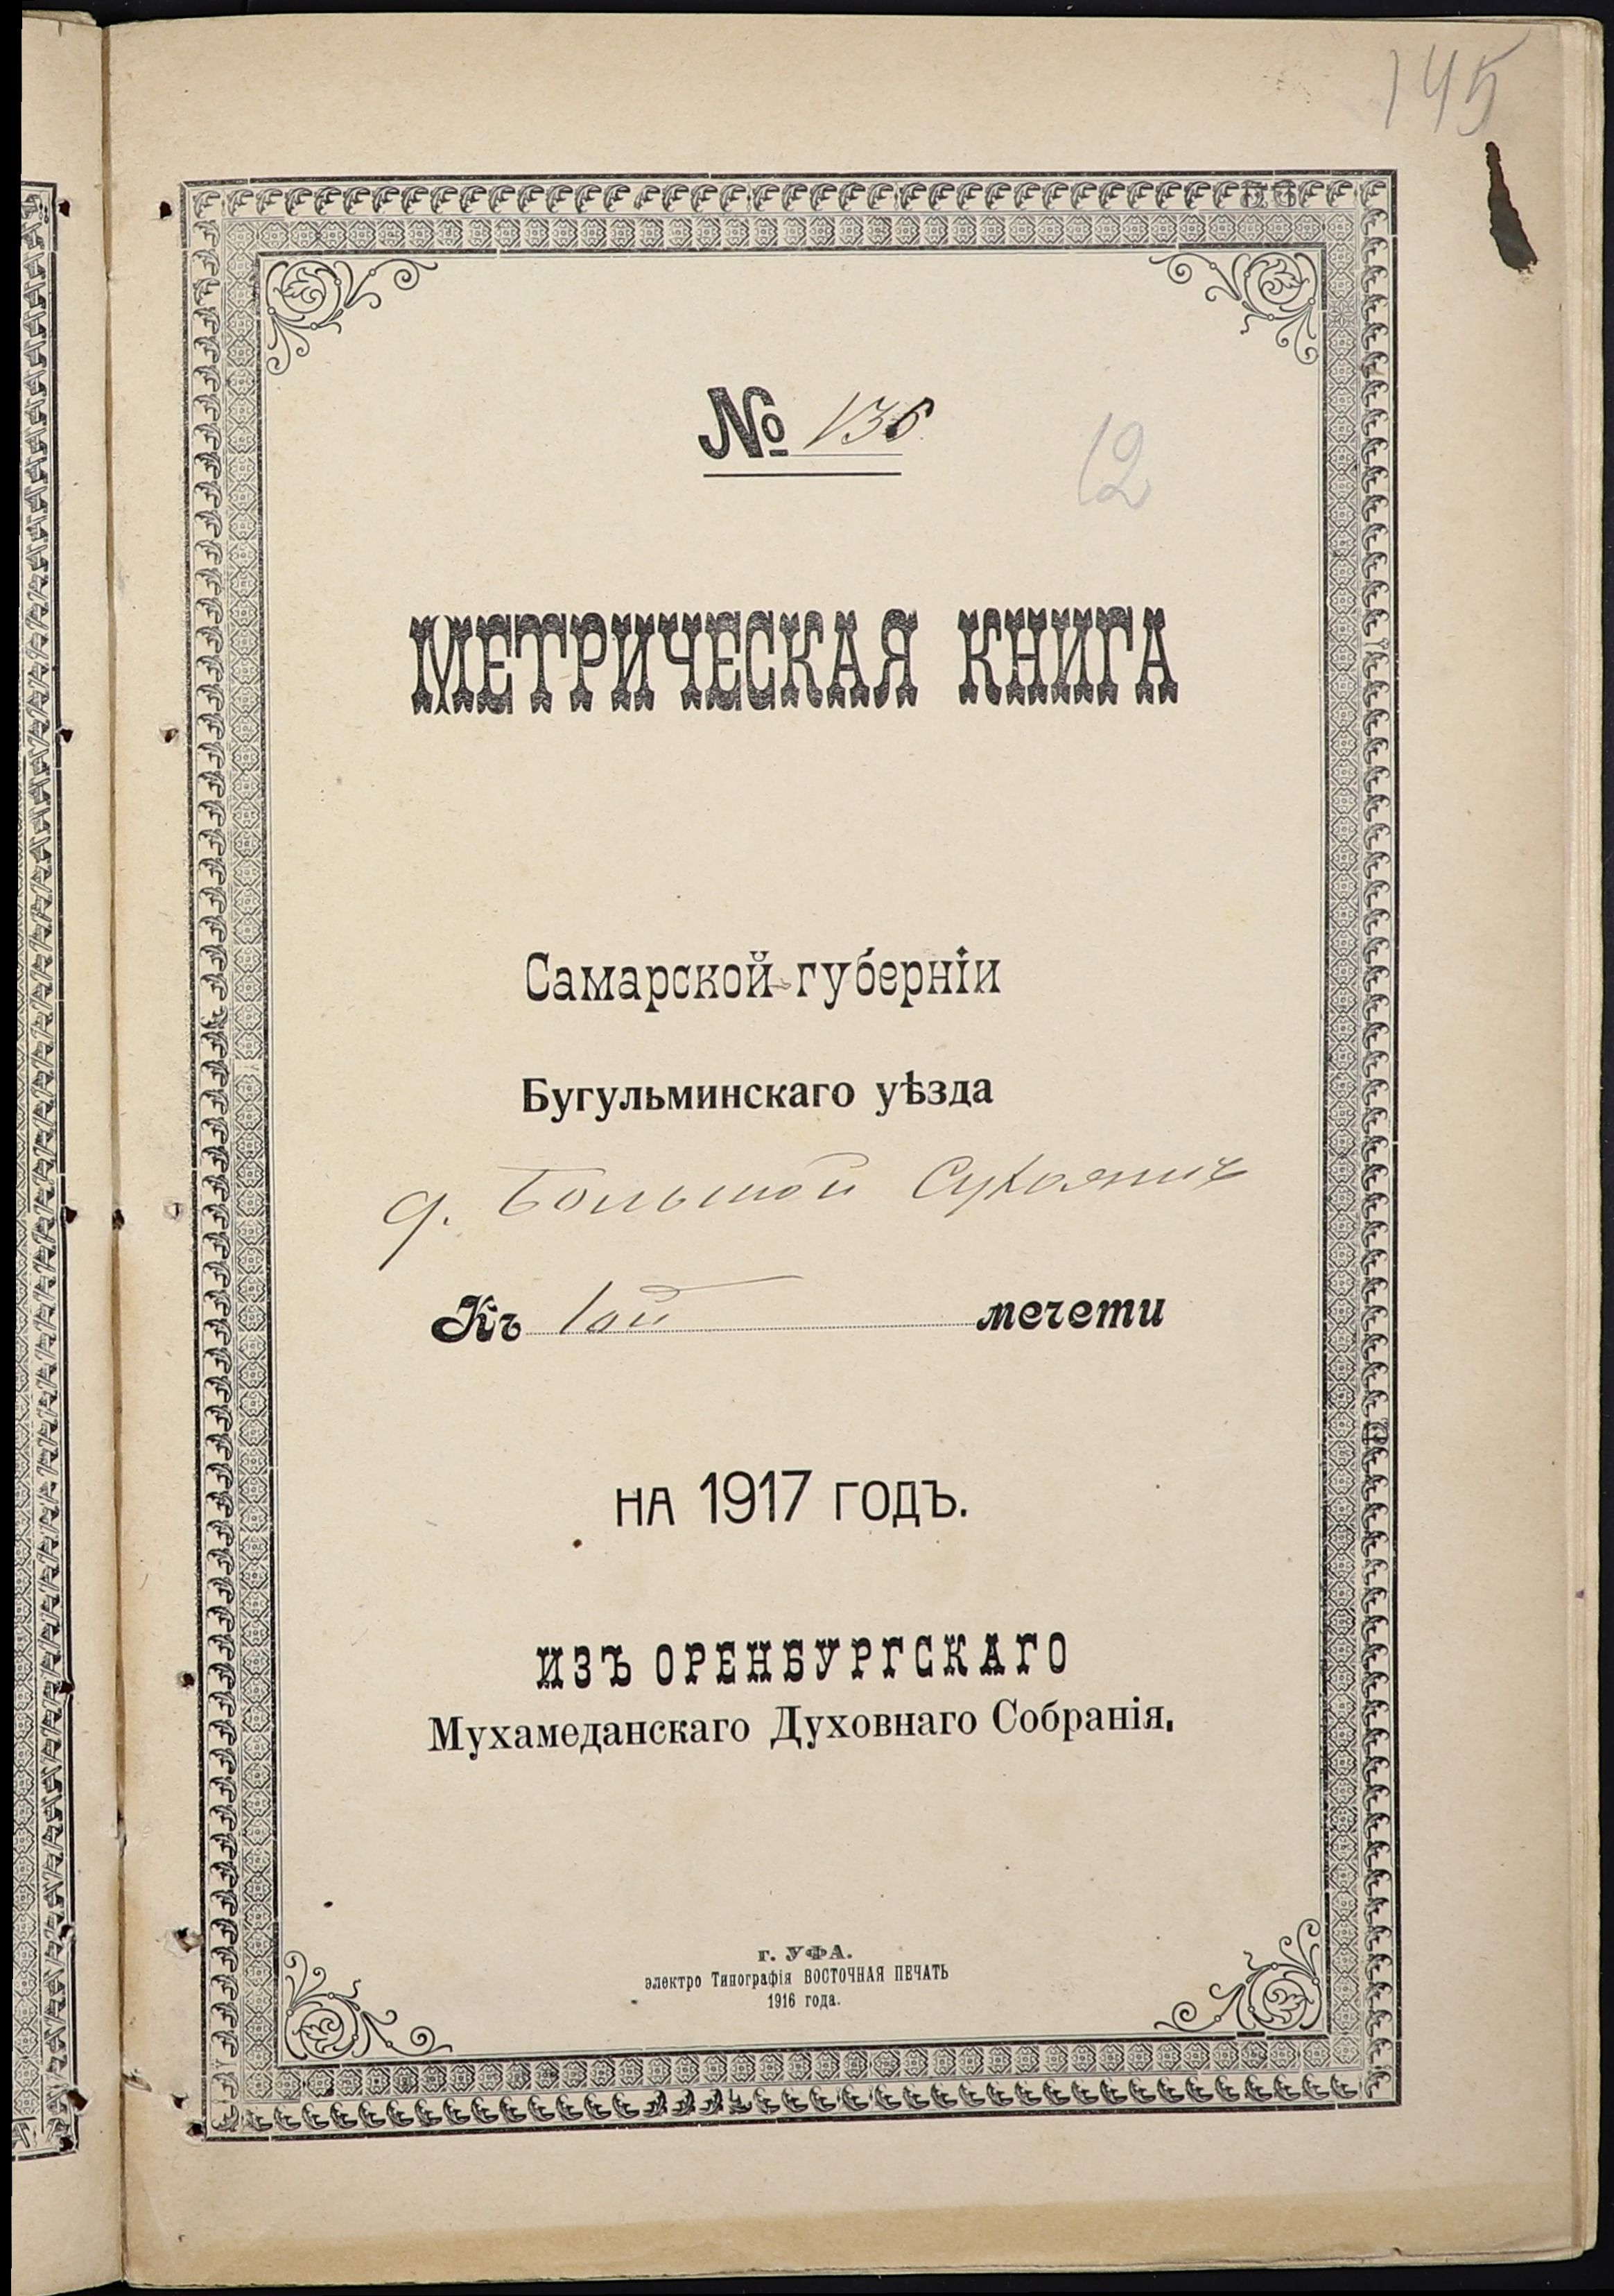 145
№ 136
12
МЕТРИЧЕСКАЯ КНИГА
Самарской губерніи
Бугульминскаго уѣзда
д. Большой Сухоянъ
Къ 1ой мечети
на 1917 годъ.
ИЗЪ ОРЕНБУРГСКАГО
Мухамеданскаго Духовнаго Собранія.
г. УФА.
электро Типографія ВОСТОЧНАЯ ПЕЧАТЬ
1916 года.